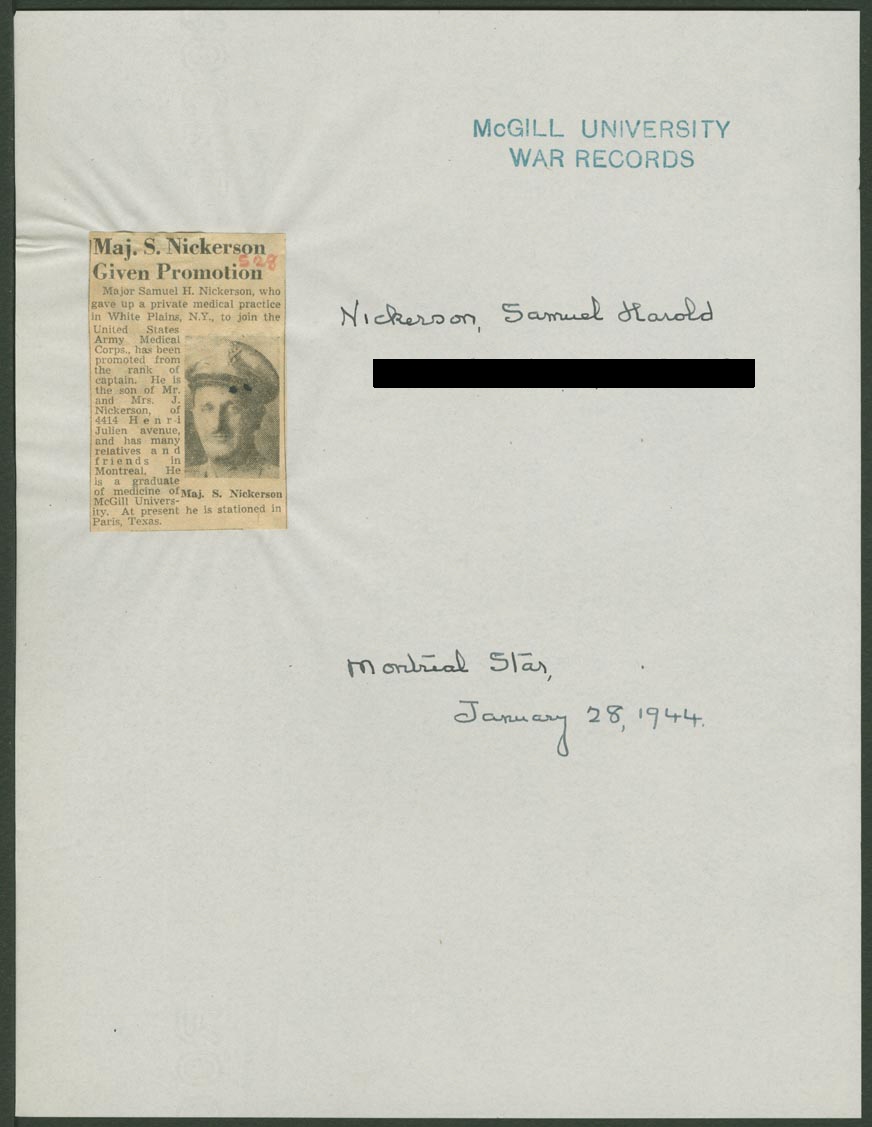 McGILL UNIVERSITY
WAR RECORDS
Maj. S. Nickerson
Given Promotion
528
Major Samuel H. Nickerson, who
gave up a private medical practice
in White Plains, N.Y., to join the
United States
Army Medical
Corps., has been
promoted from
the rank of
captain. He is
the son of Mr.
and Mrs. J.
Nickerson, of
4414 Henri
Julien avenue,
and has many
relatives and
friends in
Montreal. He
is a graduate
of medicine of
McGill Univers-
ity. At present he is stationed in
Paris, Texas.
Maj. S. Nickerson
Nickerson, Samuel Harold
Montreal Star,
January 28, 1944.